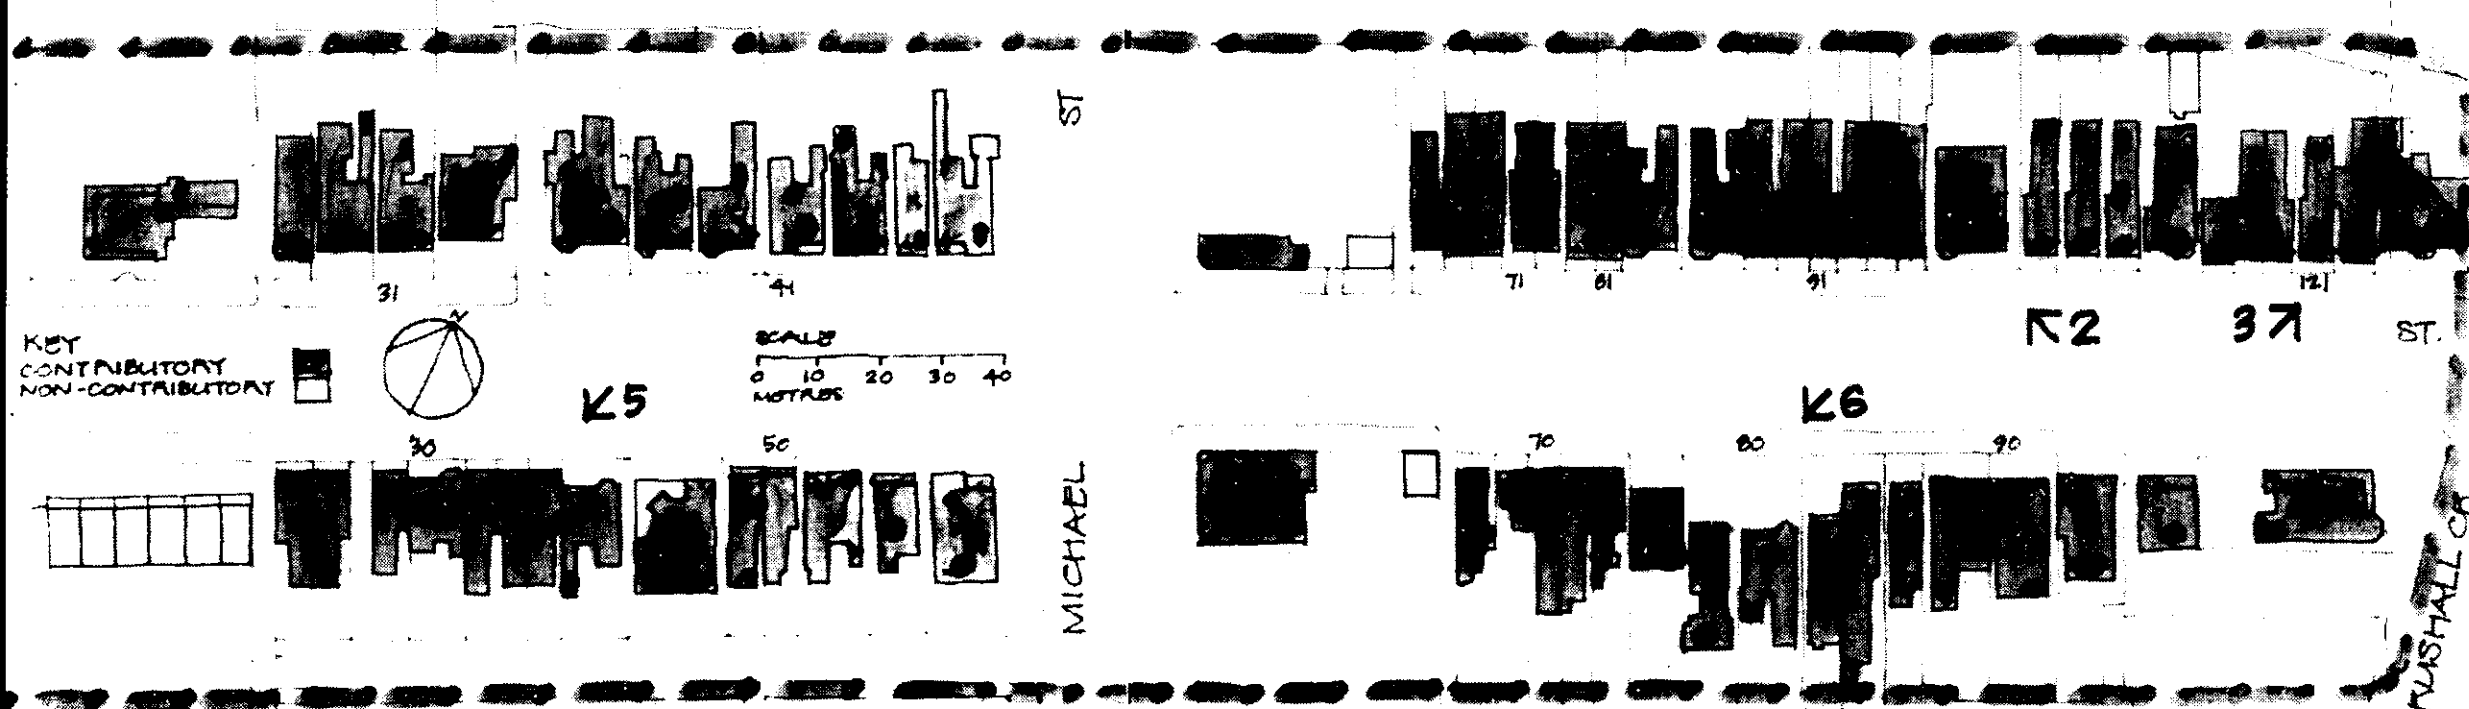 ST
31
41
71
81
91
121
KEY
CONTRIBUTORY
NON-CONTRIBUTORY
N
SCALE
0 10 20 30 40
METRES
↖2
3↗
ST.
↙5
↙6
30
50
70
80
90
MICHAEL